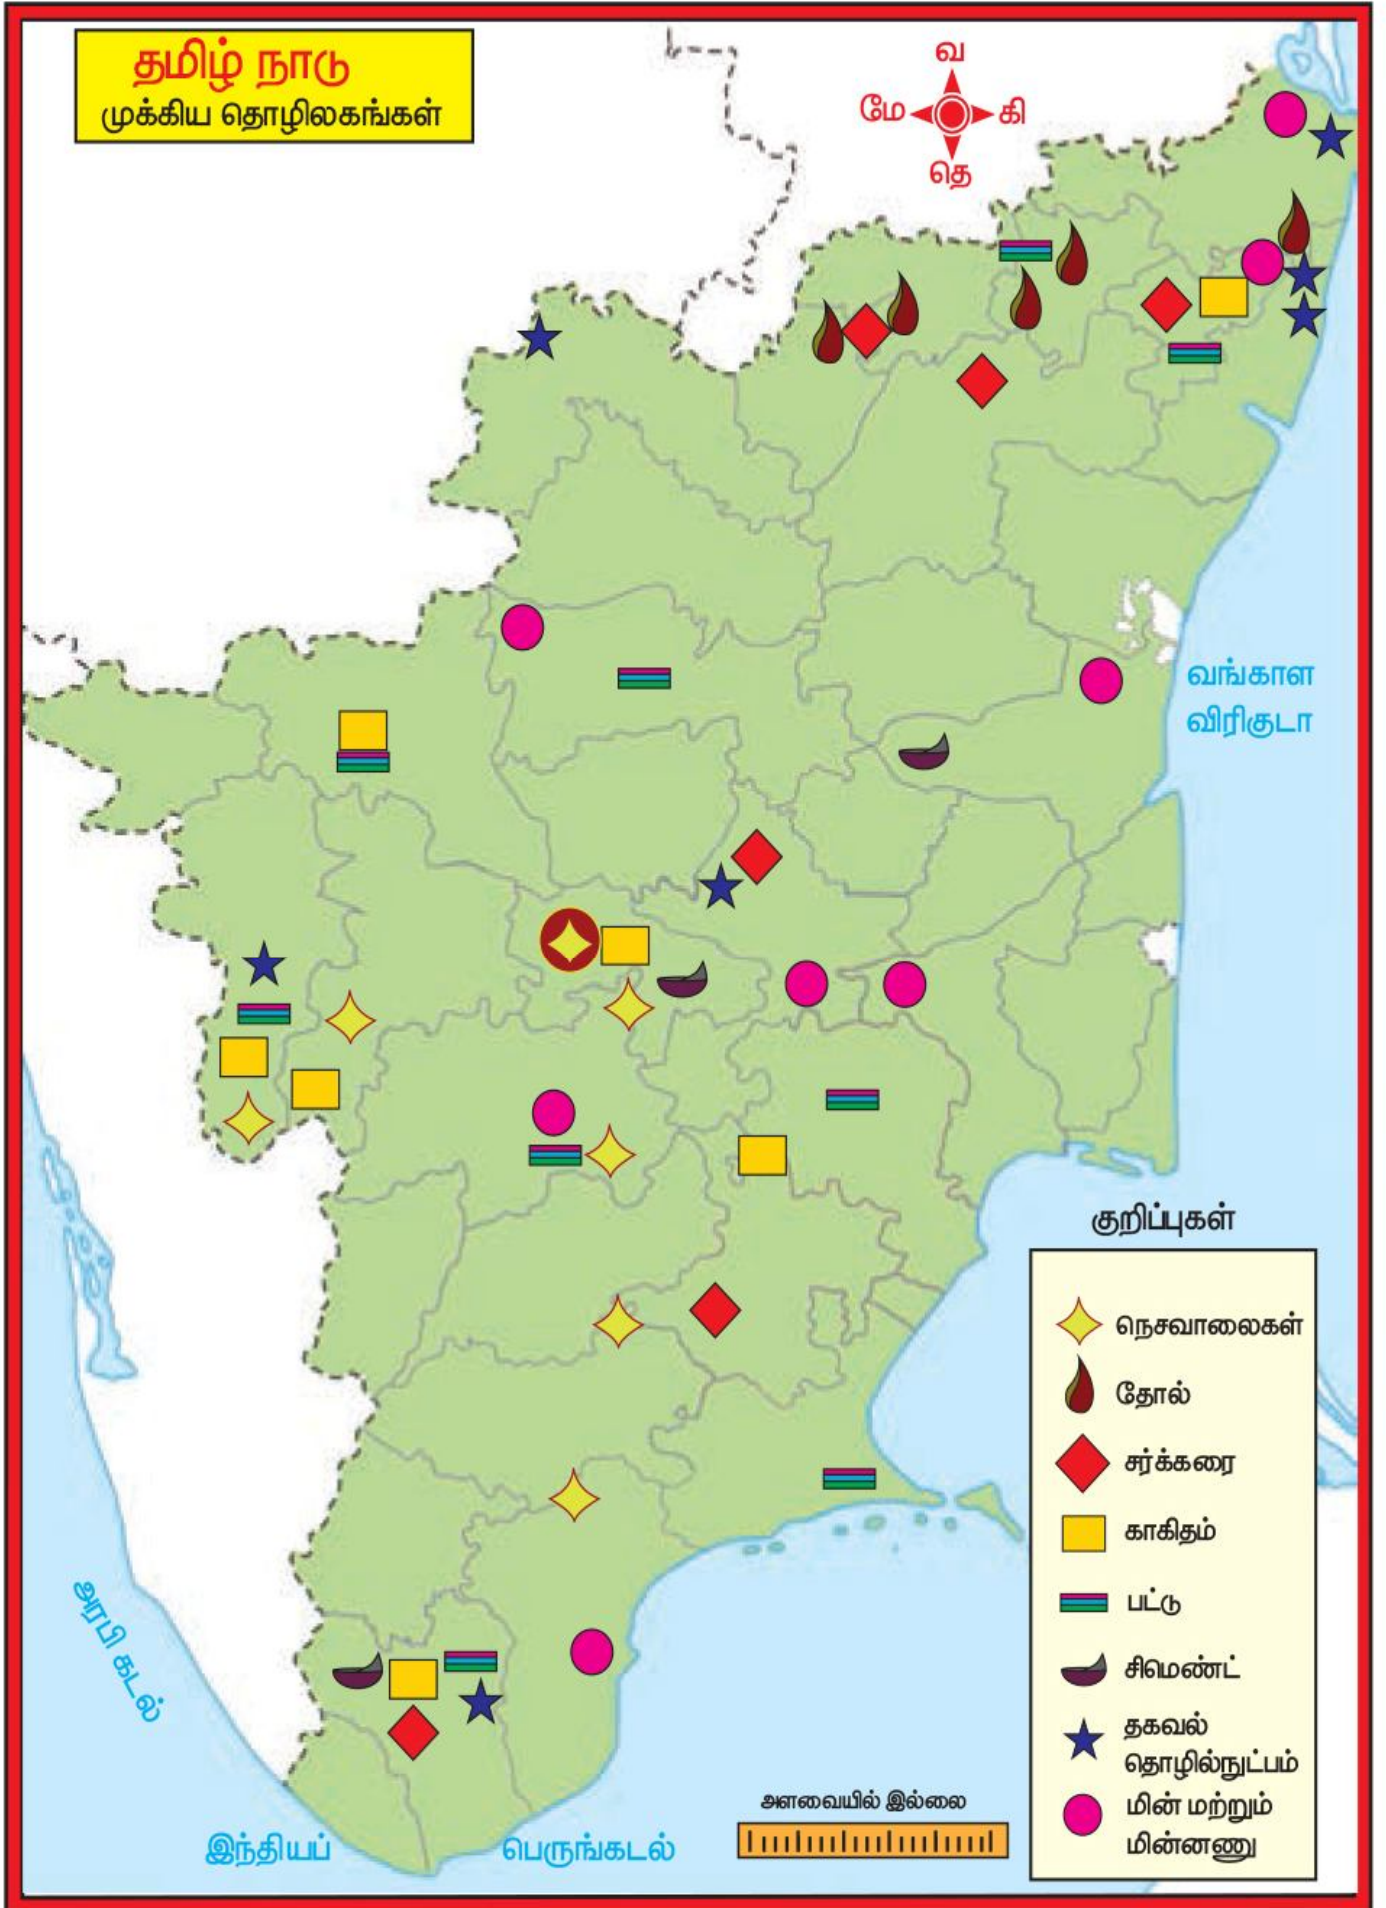 தமிழ் நாடு
முக்கிய தொழிலகங்கள்
வ
மே
கி
தெ
வங்காள
விரிகுடா
குறிப்புகள்
நெசவாலைகள்
தோல்
சர்க்கரை
காகிதம்
பட்டு
சிமெண்ட்
தகவல்
தொழில்நுட்பம்
மின் மற்றும்
மின்னணு
அரபி கடல்
அளவையில் இல்லை
இந்தியப்
பெருங்கடல்